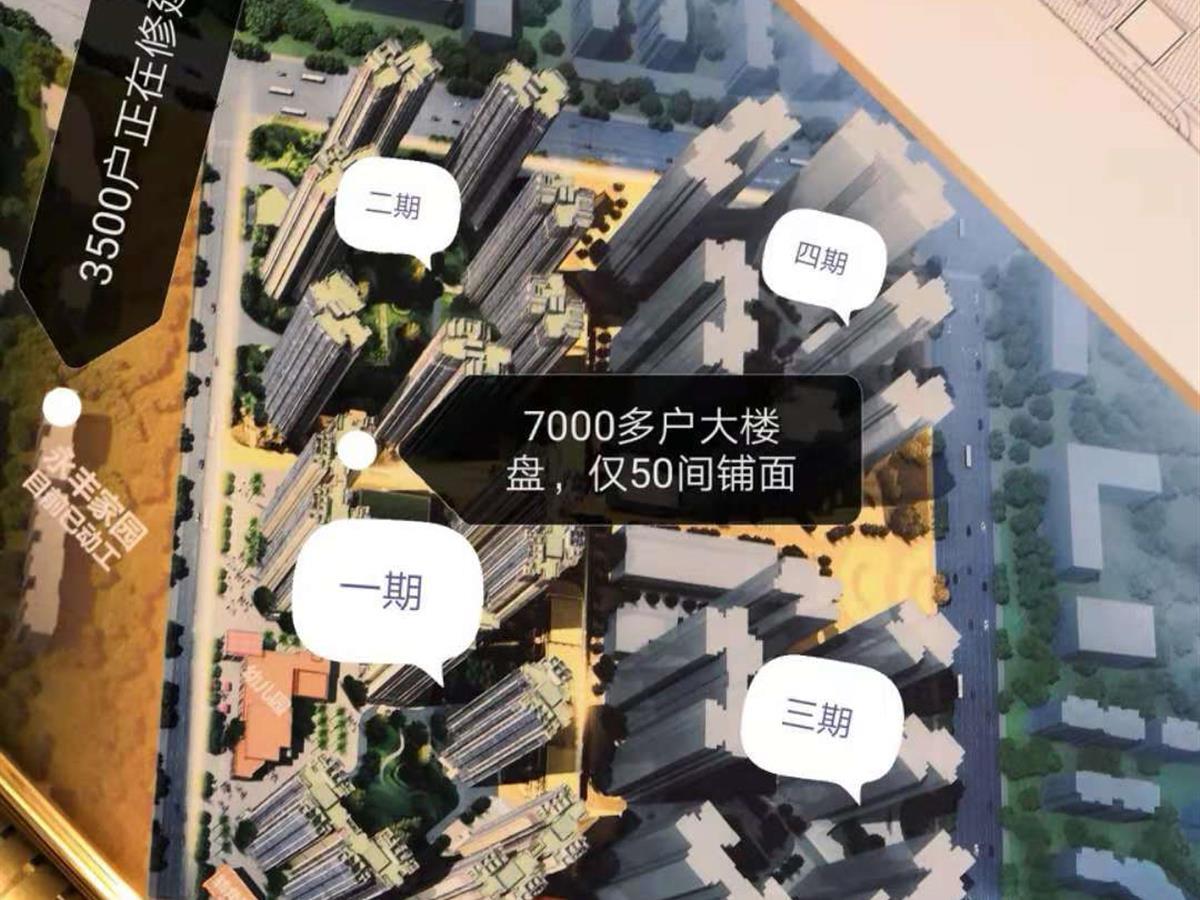 3500户正在修建
二期
四期
7000多户大楼
盘，仅50间铺面
永丰家园
目前已动工
一期
幼儿园
三期